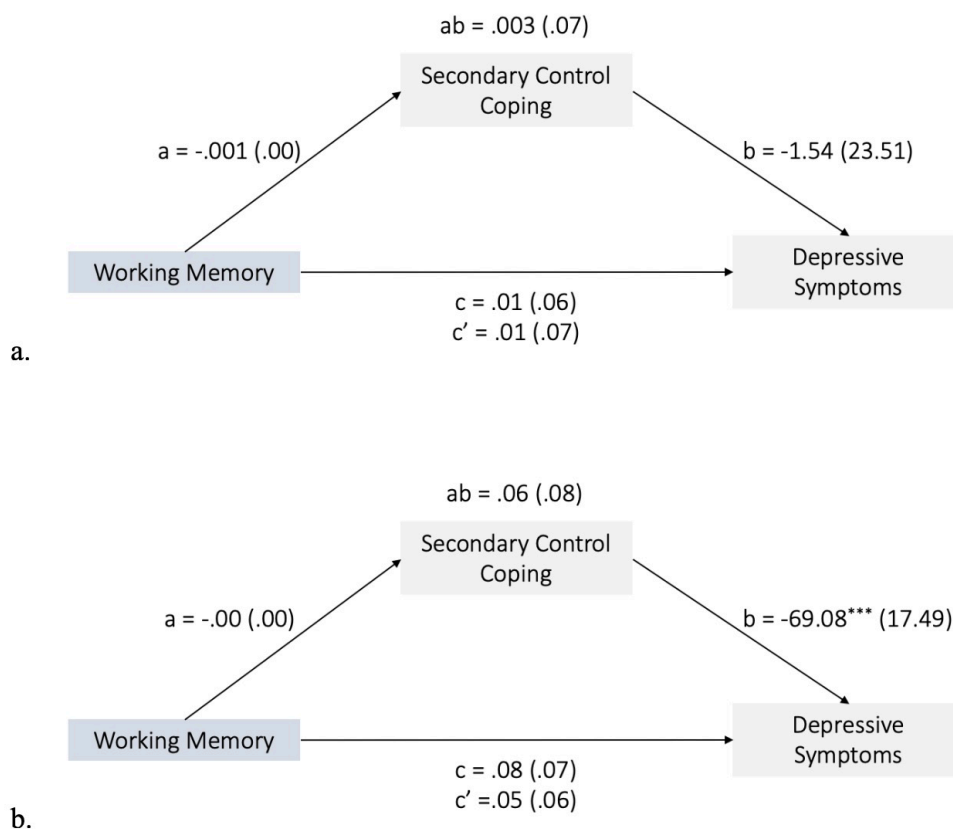 ab = .003 (.07)
Secondary Control
Coping
a = -.001 (.00)
b = -1.54 (23.51)
Working Memory
Depressive
Symptoms
c = .01 (.06)
c’ = .01 (.07)
a.
ab = .06 (.08)
Secondary Control
Coping
a = -.00 (.00)
b = -69.08*** (17.49)
Working Memory
Depressive
Symptoms
c = .08 (.07)
c’ =.05 (.06)
b.